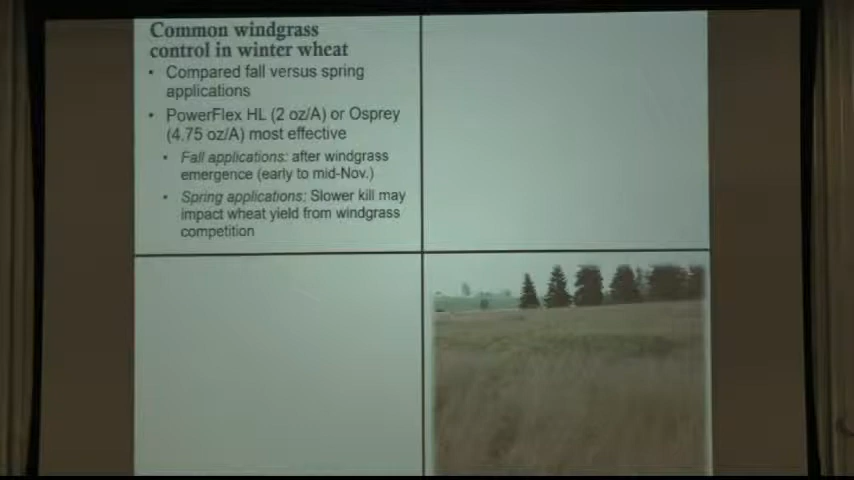 Common windgrass
control in winter wheat
• Compared fall versus spring
applications
• PowerFlex HL (2 oz/A) or Osprey
(4.75 oz/A) most effective
• Fall applications: after windgrass
emergence (early to mid-Nov.)
• Spring applications: Slower kill may
impact wheat yield from windgrass
competition